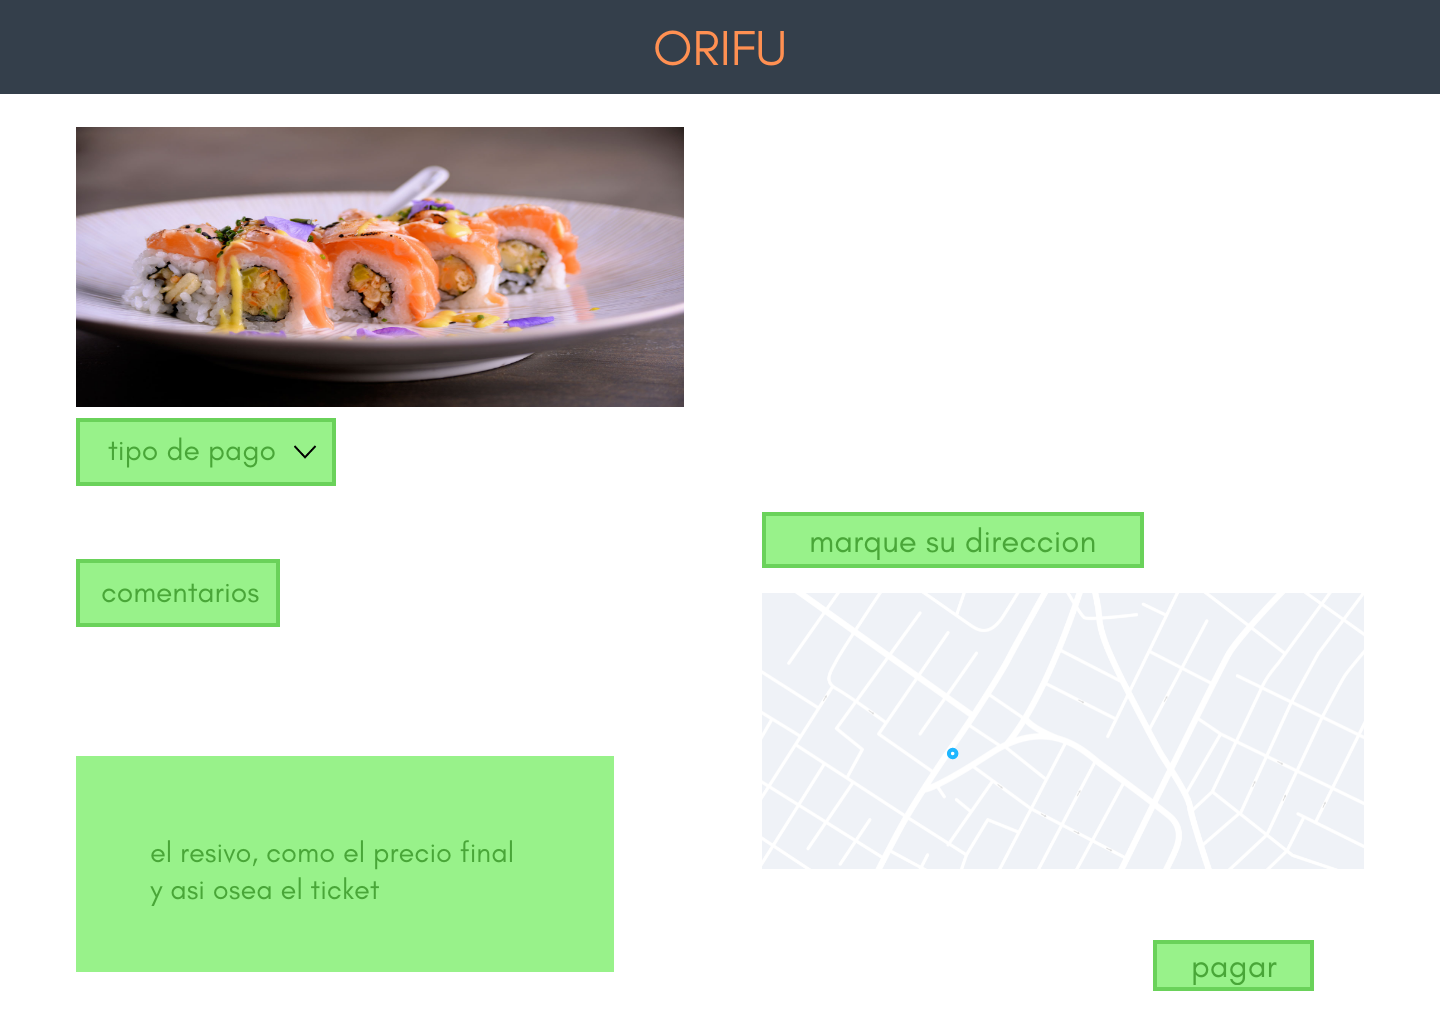 ORIFU
tipo de pago
marque su direccion
comentarios
el resivo, como el precio final
y asi osea el ticket
pagar